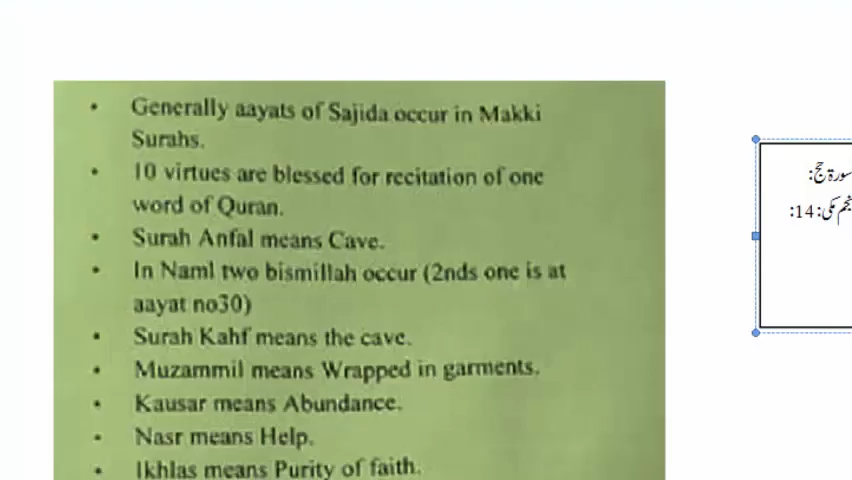 • Generally aayats of Sajida occur in Makki
Surahs.
• 10 virtues are blessed for recitation of one
word of Quran.
• Surah Anfal means Cave.
• In Naml two bismillah occur (2nds one is at
aayat no30)
• Surah Kahf means the cave.
• Muzammil means Wrapped in garments.
• Kausar means Abundance.
• Nasr means Help.
• Ikhlas means Purity of faith.
سورۃ حج:
نجم مکی: 14: